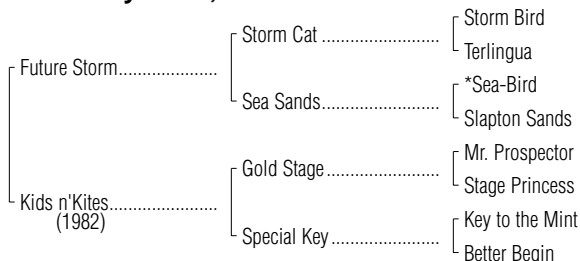 Storm Bird
Storm Cat ........................
Terlingua
Future Storm....................
*Sea-Bird
Sea Sands........................
Slapton Sands
Mr. Prospector
Gold Stage ........................
Stage Princess
Kids n'Kites......................
(1982)
Key to the Mint
Special Key ......................
Better Begin